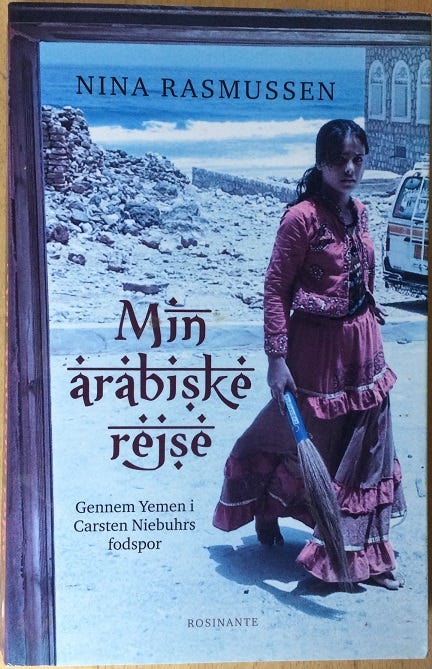 NINA RASMUSSEN
Min
arabiske
rejse
Gennem Yemen i
Carsten Niebuhrs
fodspor
ROSINANTE